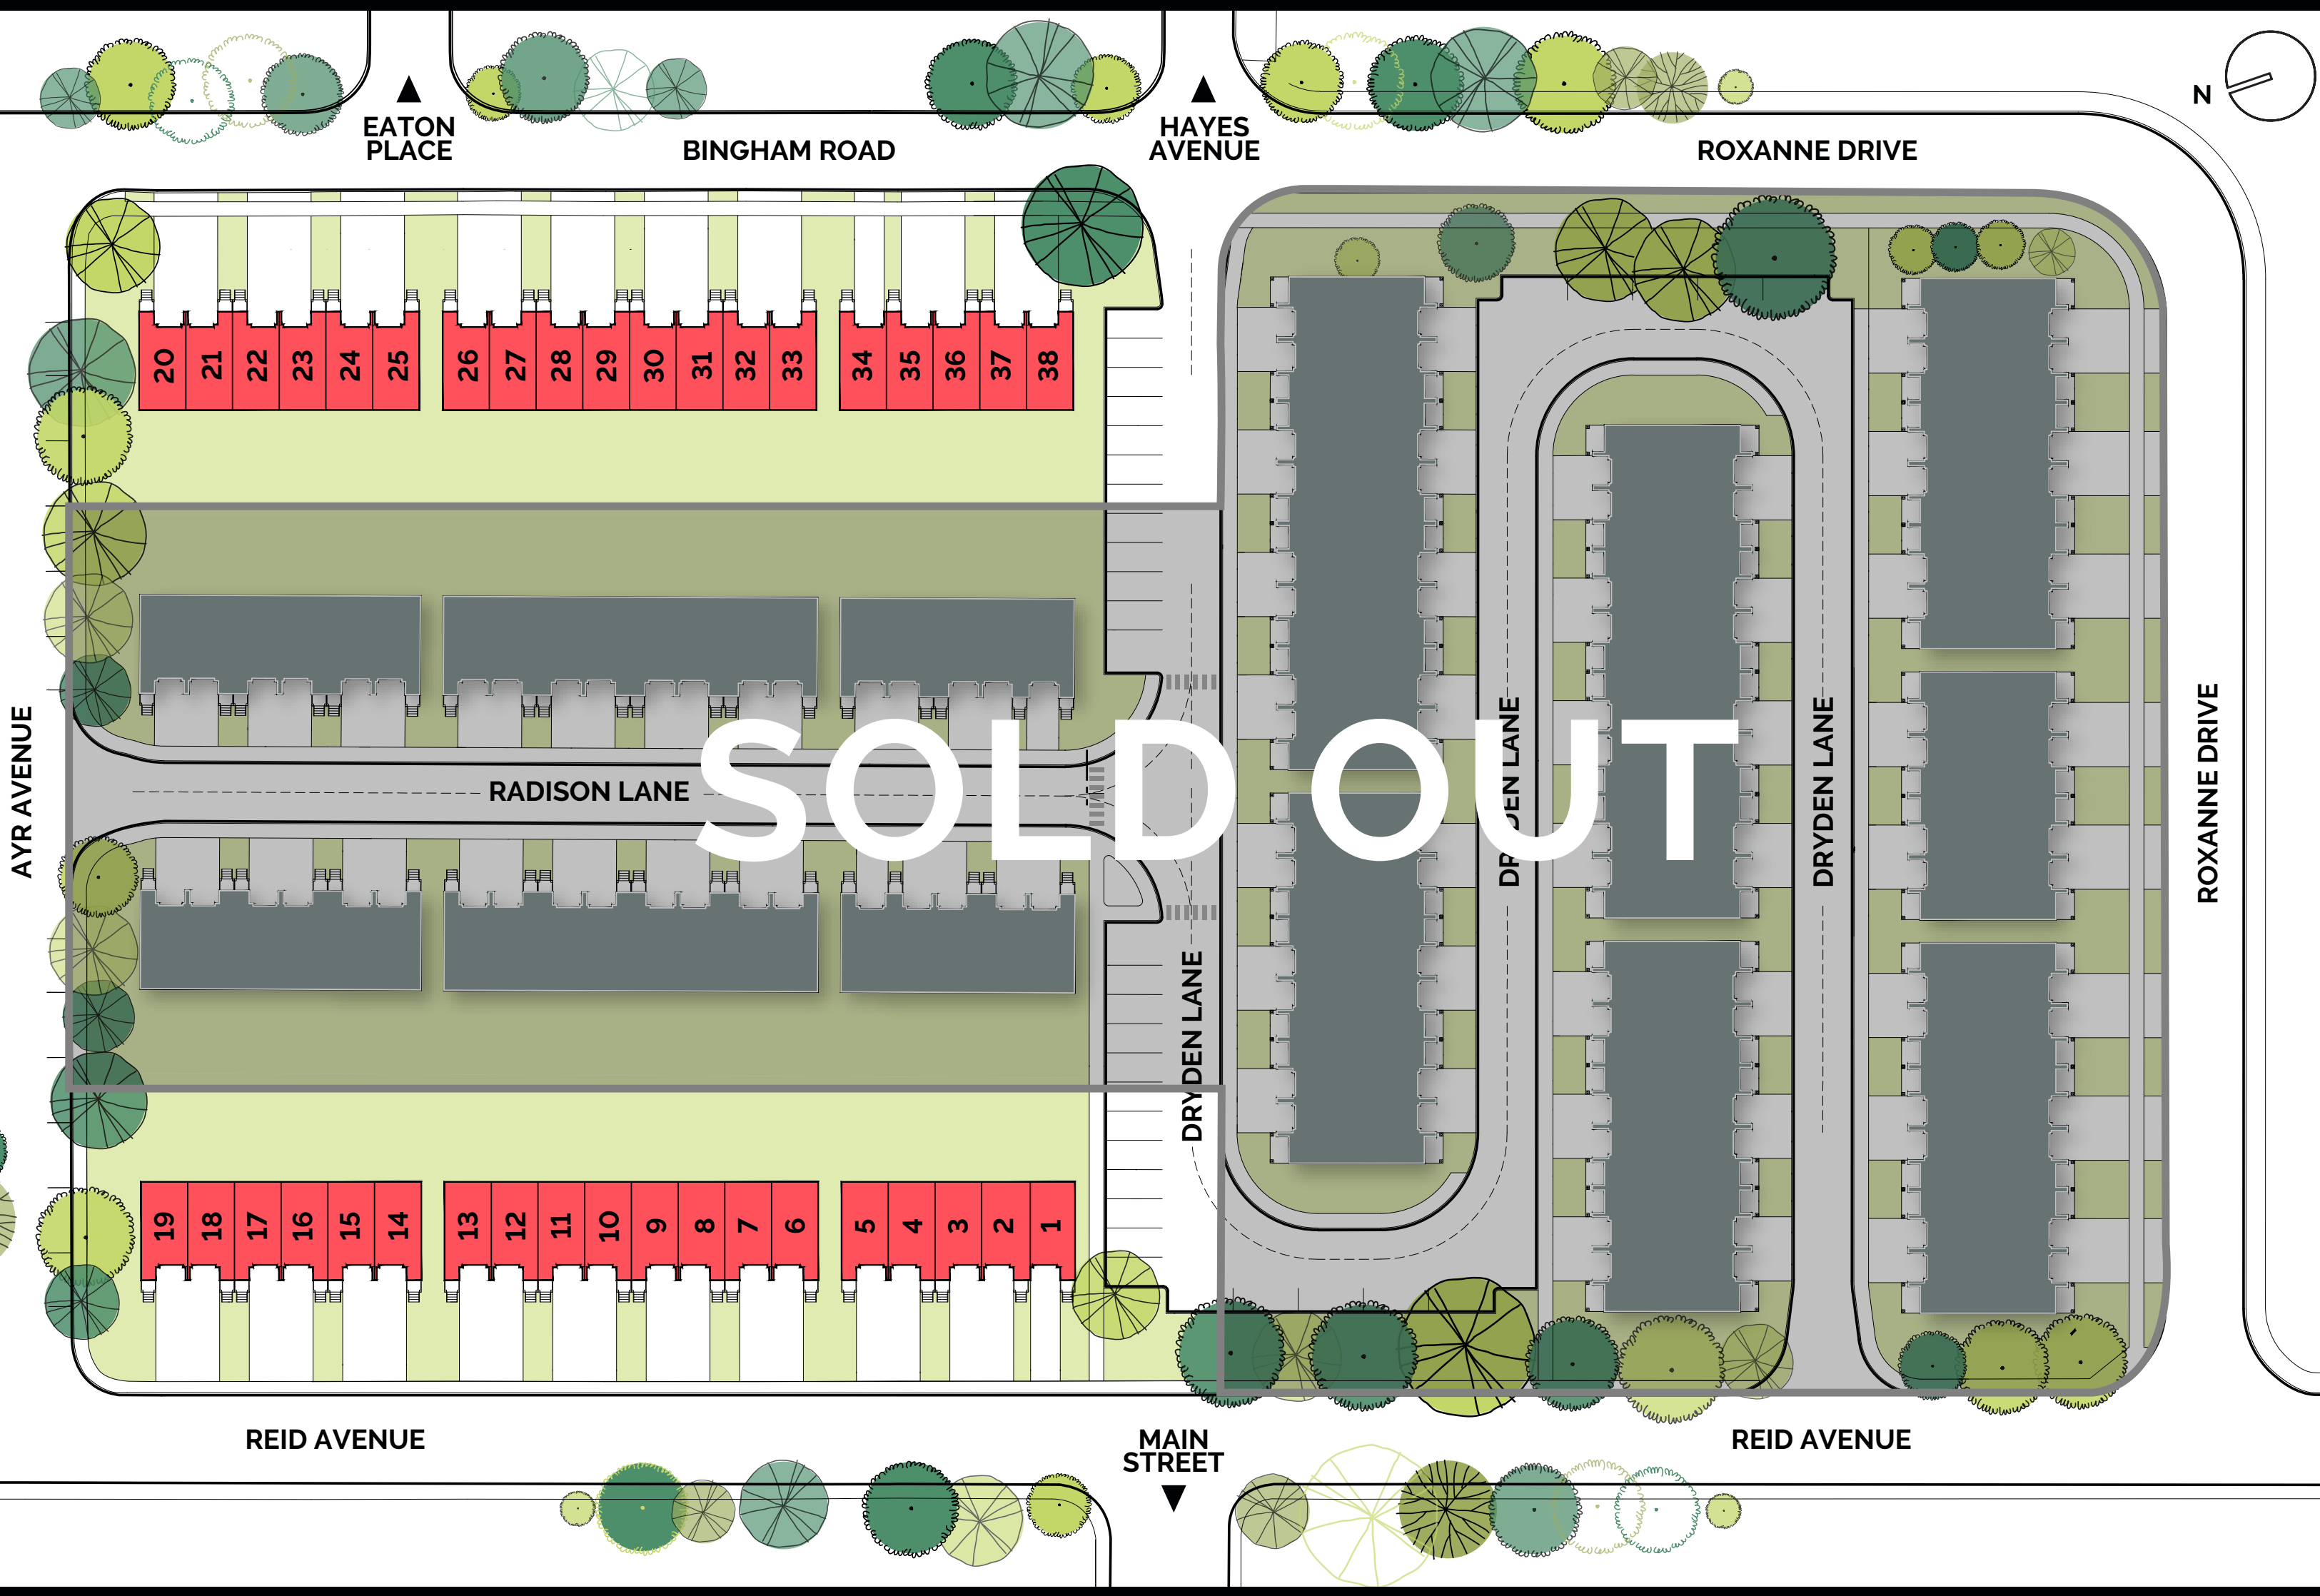 N
EATON
PLACE
BINGHAM ROAD
HAYES
AVENUE
ROXANNE DRIVE
20 21 22 23 24 25 26 27 28 29 30 31 32 33 34 35 36 37 38
AYR AVENUE
RADISON LANE
SOLD OUT
DRYDEN LANE
DRYDEN LANE
DRYDEN LANE
ROXANNE DRIVE
19 18 17 16 15 14 13 12 11 10 9 8 7 6 5 4 3 2 1
REID AVENUE
MAIN
STREET
REID AVENUE